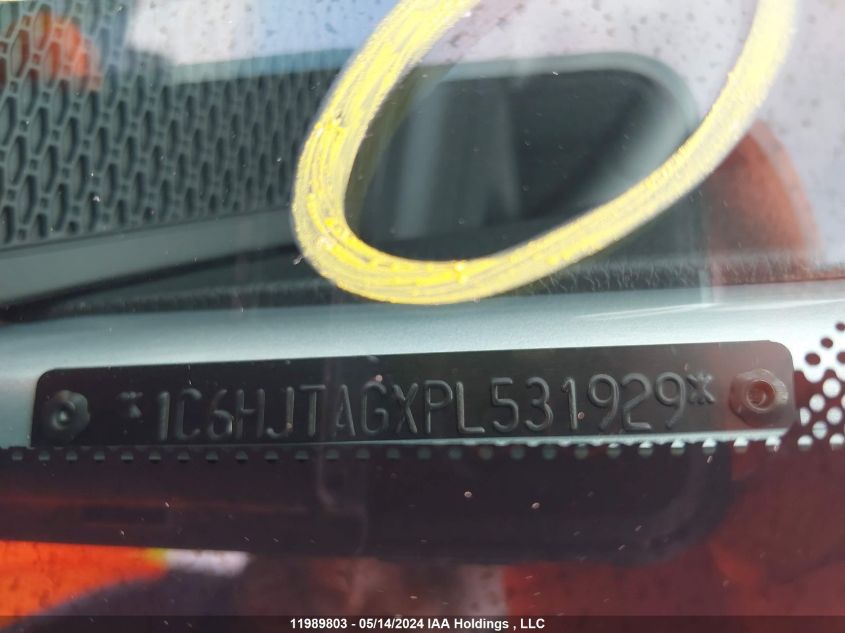 *1C6HJTAGXPL531929*
11989803 - 05/14/2024 IAA Holdings , LLC